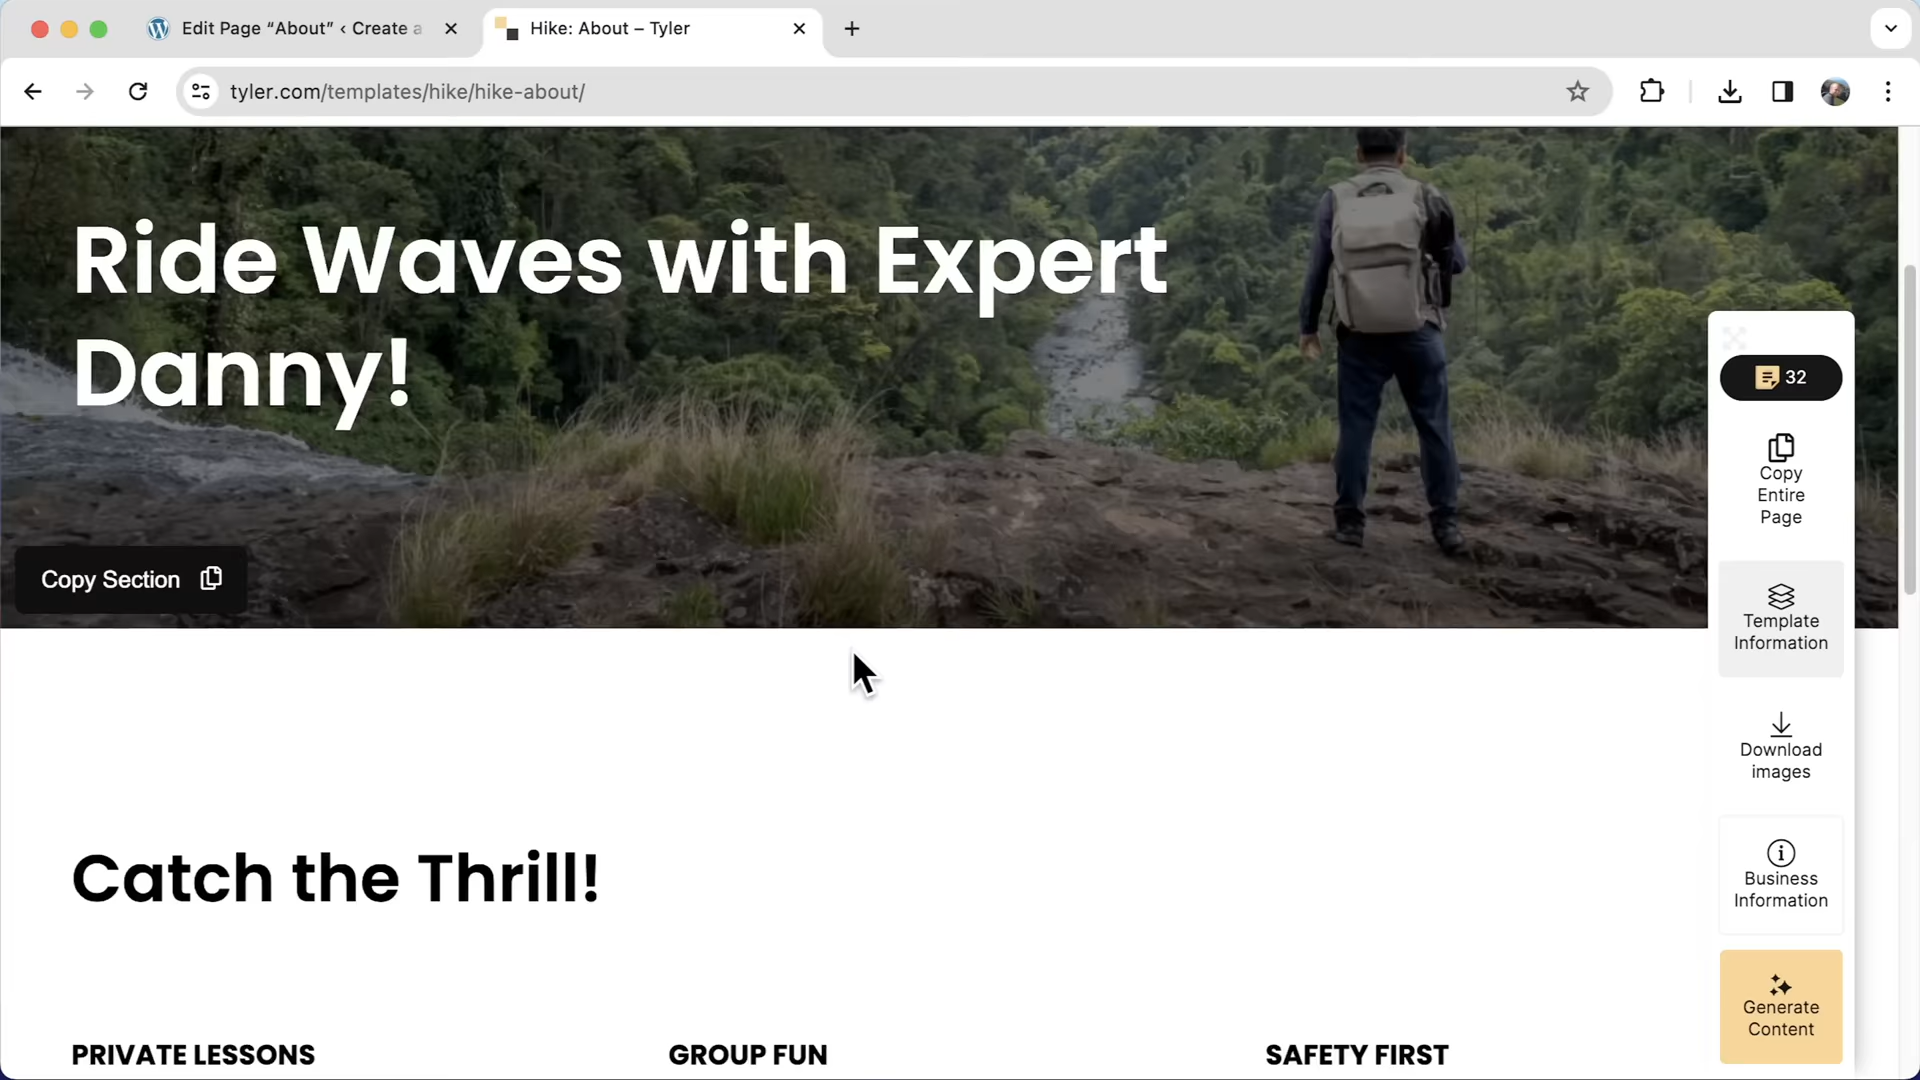 Edit Page “About” ‹ Create a
Hike: About – Tyler
tyler.com/templates/hike/hike-about/
Ride Waves with Expert
Danny!
32
Copy
Entire
Page
Copy Section
Template
Information
Download
images
Catch the Thrill!
Business
Information
Generate
Content
PRIVATE LESSONS
GROUP FUN
SAFETY FIRST